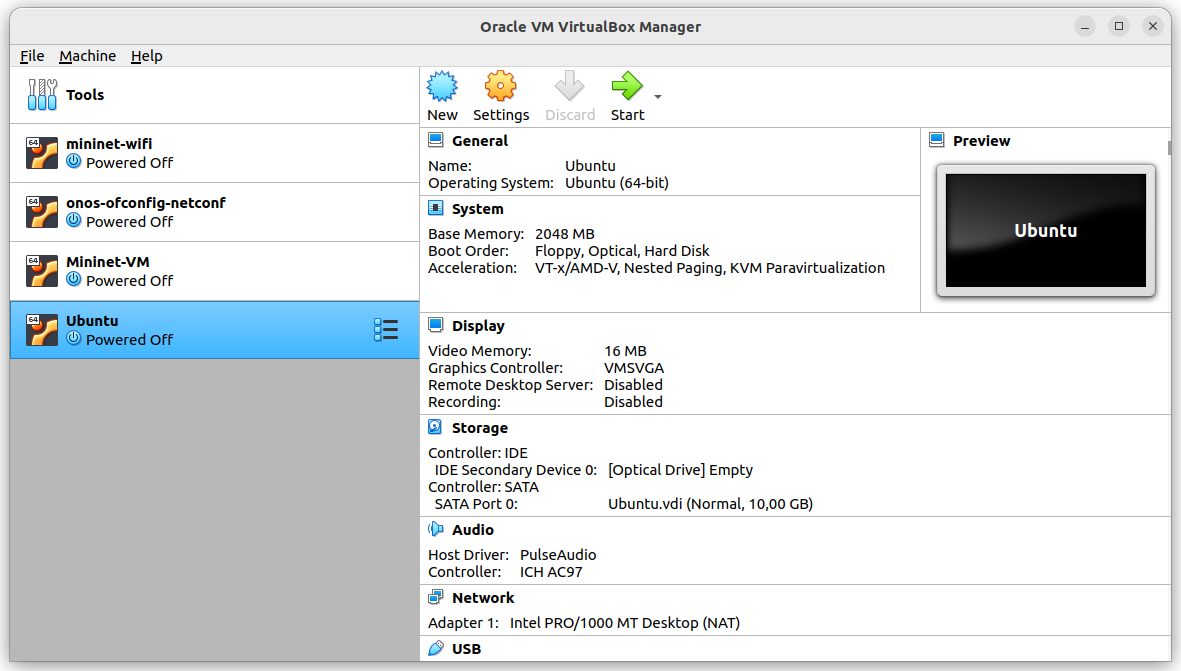 Oracle VM VirtualBox Manager
File Machine Help
Tools
64
mininet-wifi
Powered Off
64
onos-ofconfig-netconf
Powered Off
64
Mininet-VM
Powered Off
64
Ubuntu
Powered Off
New Settings Discard Start
General
Name: Ubuntu
Operating System: Ubuntu (64-bit)
System
Base Memory: 2048 MB
Boot Order: Floppy, Optical, Hard Disk
Acceleration: VT-x/AMD-V, Nested Paging, KVM Paravirtualization
Preview
Ubuntu
Display
Video Memory: 16 MB
Graphics Controller: VMSVGA
Remote Desktop Server: Disabled
Recording: Disabled
Storage
Controller: IDE
IDE Secondary Device 0: [Optical Drive] Empty
Controller: SATA
SATA Port 0: Ubuntu.vdi (Normal, 10,00 GB)
Audio
Host Driver: PulseAudio
Controller: ICH AC97
Network
Adapter 1: Intel PRO/1000 MT Desktop (NAT)
USB